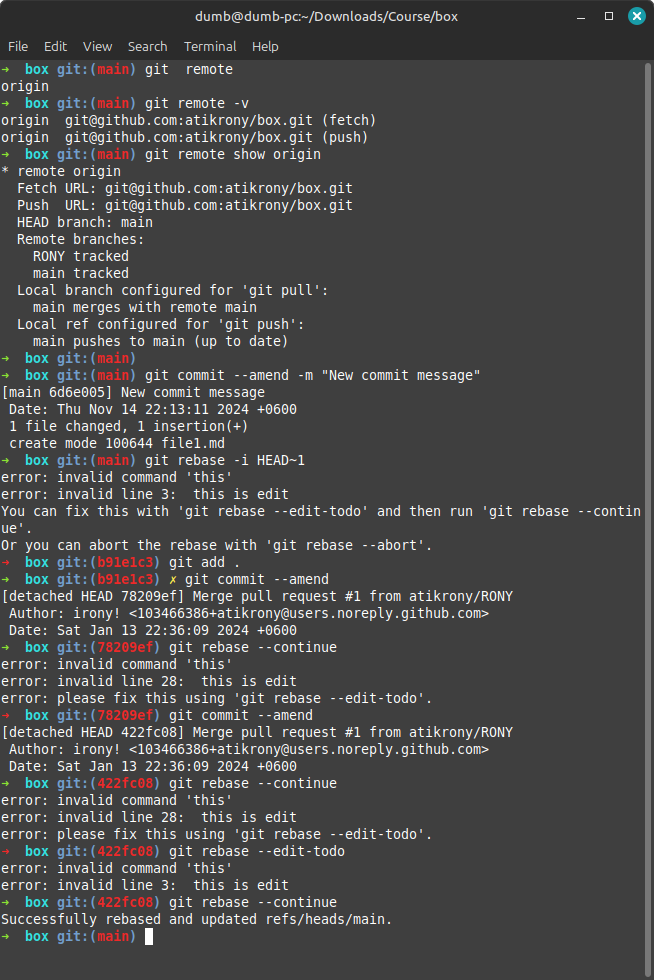 dumb@dumb-pc:~/Downloads/Course/box
File Edit View Search Terminal Help
➜  box git:(main) git  remote
origin
➜  box git:(main) git remote -v
origin  git@github.com:atikrony/box.git (fetch)
origin  git@github.com:atikrony/box.git (push)
➜  box git:(main) git remote show origin
* remote origin
  Fetch URL: git@github.com:atikrony/box.git
  Push  URL: git@github.com:atikrony/box.git
  HEAD branch: main
  Remote branches:
    RONY tracked
    main tracked
  Local branch configured for 'git pull':
    main merges with remote main
  Local ref configured for 'git push':
    main pushes to main (up to date)
➜  box git:(main)
➜  box git:(main) git commit --amend -m "New commit message"
[main 6d6e005] New commit message
 Date: Thu Nov 14 22:13:11 2024 +0600
 1 file changed, 1 insertion(+)
 create mode 100644 file1.md
➜  box git:(main) git rebase -i HEAD~1
error: invalid command 'this'
error: invalid line 3:  this is edit
You can fix this with 'git rebase --edit-todo' and then run 'git rebase --contin
ue'.
Or you can abort the rebase with 'git rebase --abort'.
➜  box git:(b91e1c3) git add .
➜  box git:(b91e1c3) ✗ git commit --amend
[detached HEAD 78209ef] Merge pull request #1 from atikrony/RONY
 Author: irony! <103466386+atikrony@users.noreply.github.com>
 Date: Sat Jan 13 22:36:09 2024 +0600
➜  box git:(78209ef) git rebase --continue
error: invalid command 'this'
error: invalid line 28:  this is edit
error: please fix this using 'git rebase --edit-todo'.
➜  box git:(78209ef) git commit --amend
[detached HEAD 422fc08] Merge pull request #1 from atikrony/RONY
 Author: irony! <103466386+atikrony@users.noreply.github.com>
 Date: Sat Jan 13 22:36:09 2024 +0600
➜  box git:(422fc08) git rebase --continue
error: invalid command 'this'
error: invalid line 28:  this is edit
error: please fix this using 'git rebase --edit-todo'.
➜  box git:(422fc08) git rebase --edit-todo
error: invalid command 'this'
error: invalid line 3:  this is edit
➜  box git:(422fc08) git rebase --continue
Successfully rebased and updated refs/heads/main.
➜  box git:(main)